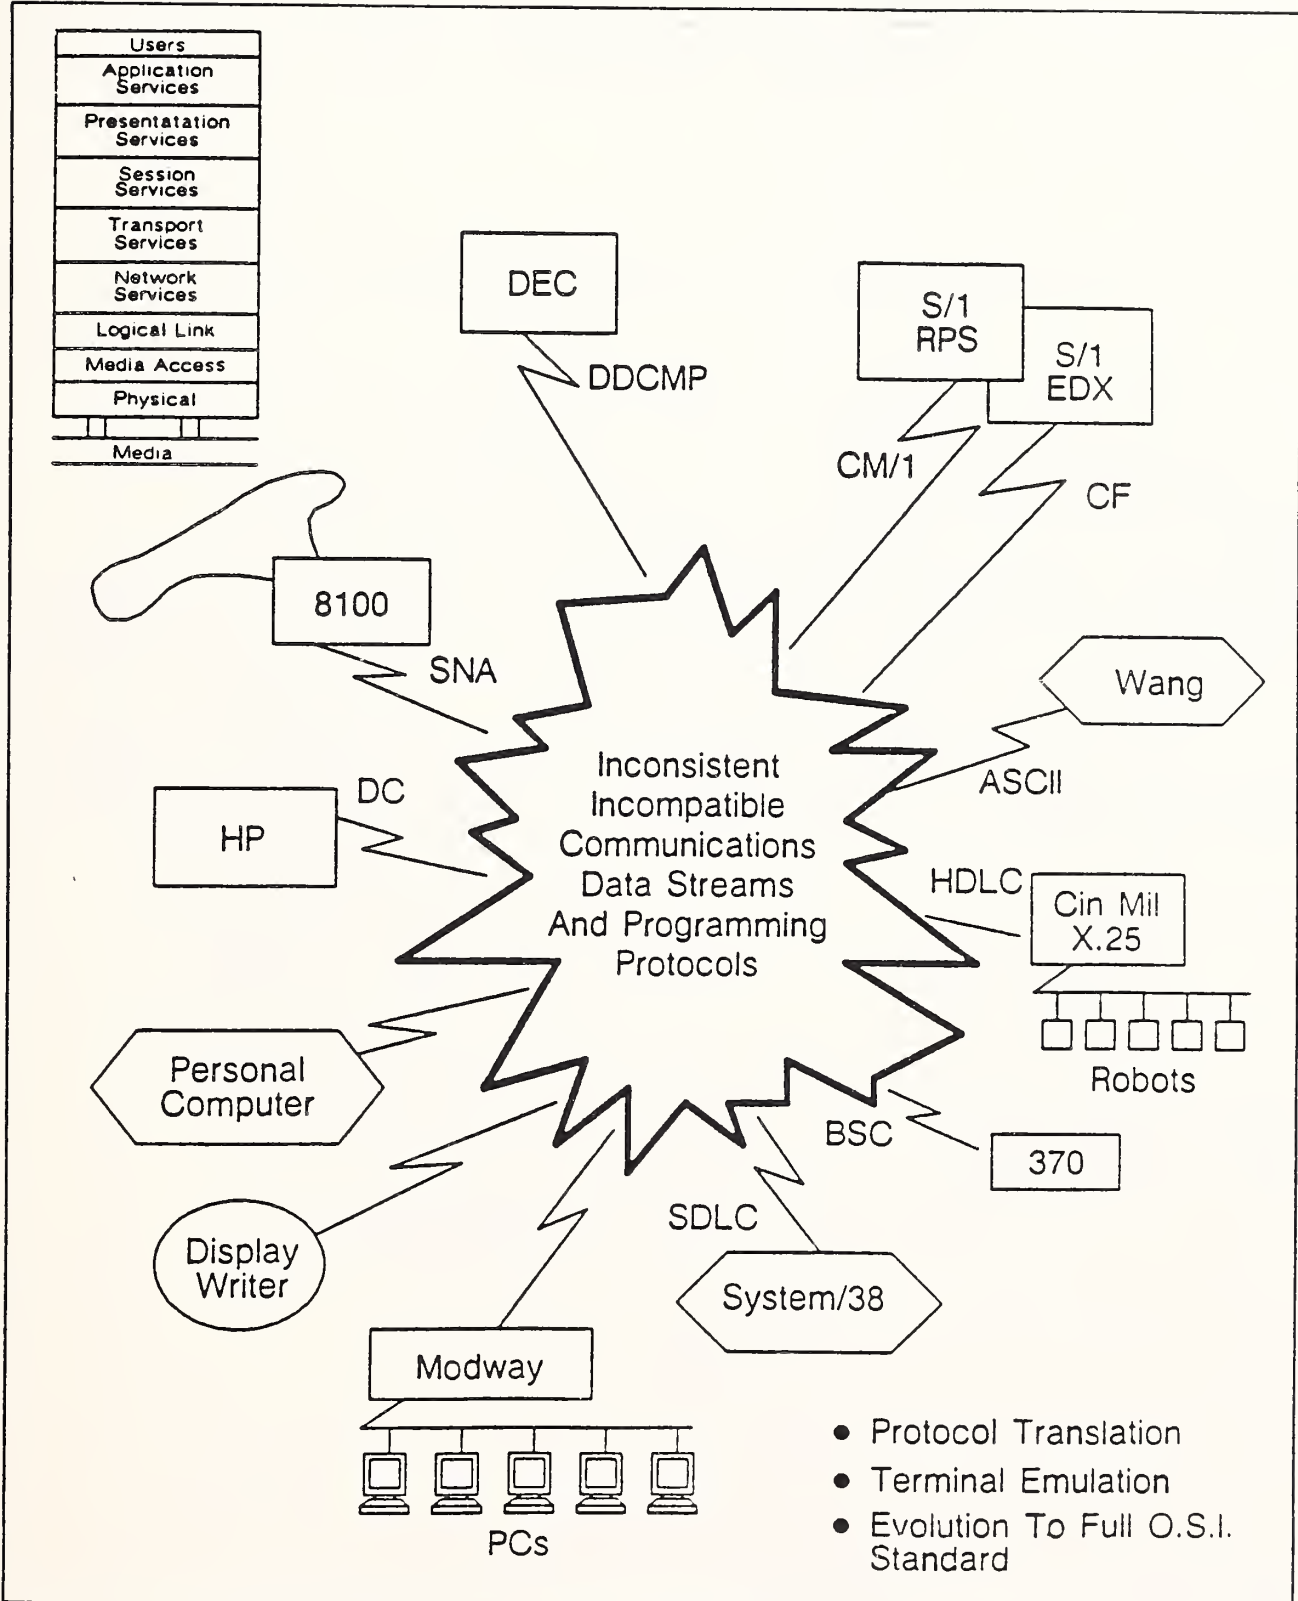 Users
Application
Services
Presentatation
Services
Session
Services
Transport
Services
Network
Services
Logical Link
Media Access
Physical
Media
DEC
DDCMP
S/1
RPS
S/1
EDX
CM/1
CF
8100
SNA
Wang
ASCII
HP
DC
Inconsistent
Incompatible
Communications
Data Streams
And Programming
Protocols
HDLC
Cin Mil
X.25
Robots
Personal
Computer
BSC
370
Display
Writer
SDLC
System/38
Modway
PCs
● Protocol Translation
● Terminal Emulation
● Evolution To Full O.S.I.
Standard